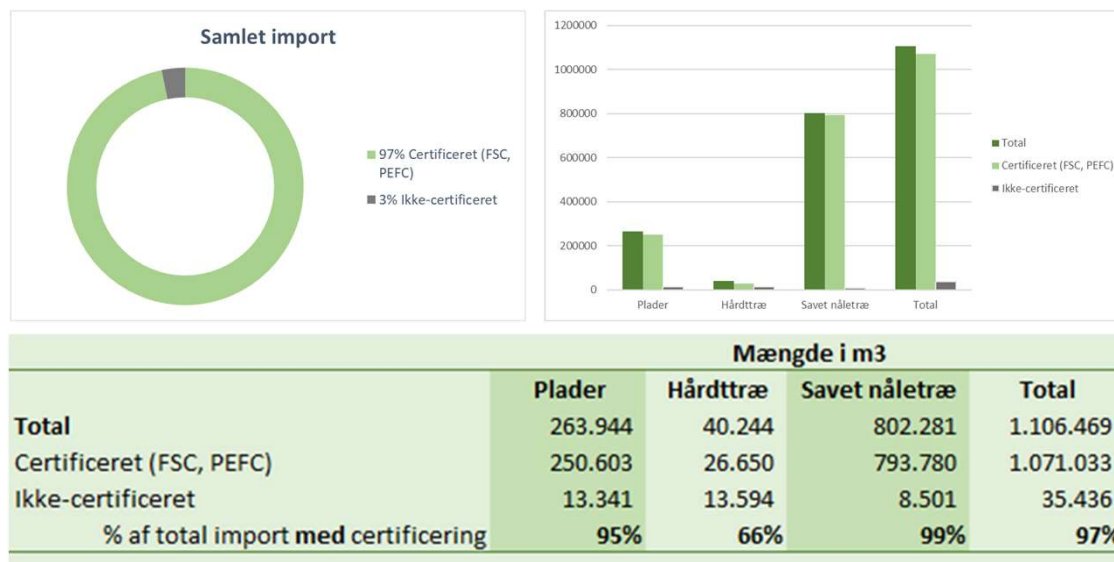 Samlet import
97% Certificeret (FSC,
PEFC)
3% Ikke-certificeret
1200000
1000000
800000
600000
400000
200000
0
Plader
Hårdttræ
Savet nåletræ
Total
Total
Certificeret (FSC, PEFC)
Ikke-certificeret
Mængde i m3
Plader Hårdttræ Savet nåletræ Total
Total 263.944 40.244 802.281 1.106.469
Certificeret (FSC, PEFC) 250.603 26.650 793.780 1.071.033
Ikke-certificeret 13.341 13.594 8.501 35.436
% af total import med certificering 95% 66% 99% 97%